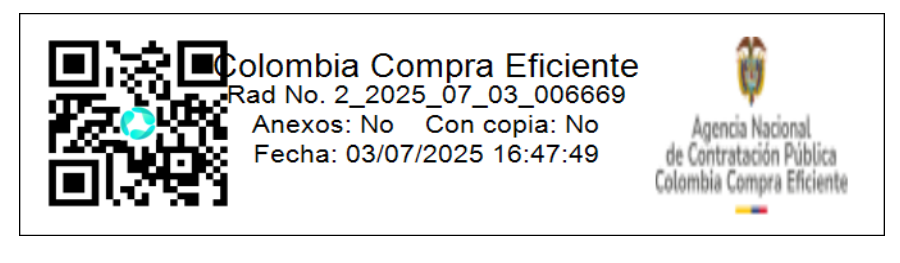 Colombia Compra Eficiente
Rad No. 2_2025_07_03_006669
Anexos: No Con copia: No
Fecha: 03/07/2025 16:47:49
Agencia Nacional
de Contratación Pública
Colombia Compra Eficiente